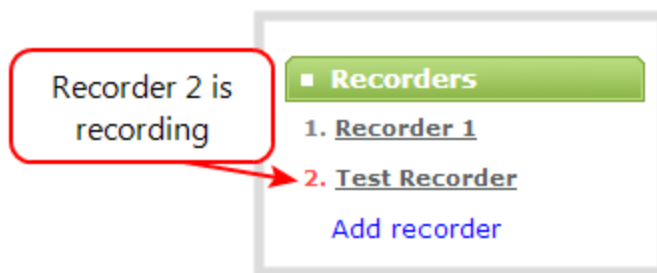 Recorder 2 is
recording
Recorders
1. Recorder 1
2. Test Recorder
Add recorder